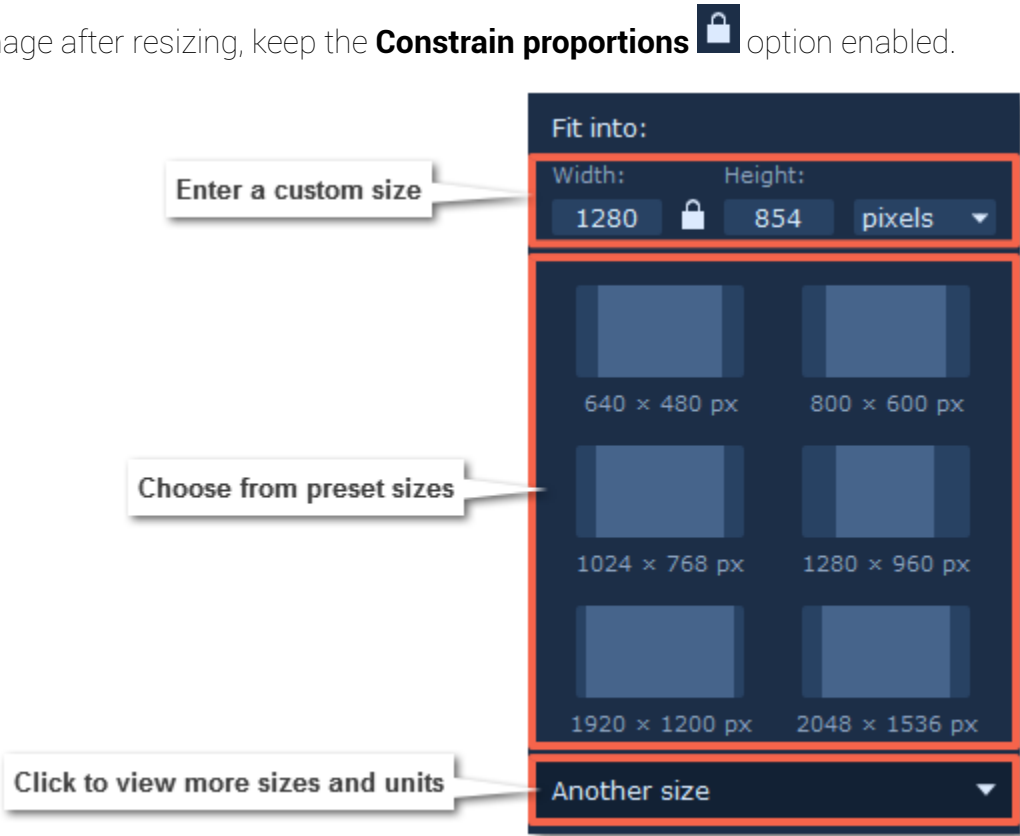 image after resizing, keep the Constrain proportions option enabled.
Fit into:
Enter a custom size
Width: Height:
1280 854 pixels
640 × 480 px 800 × 600 px
Choose from preset sizes
1024 × 768 px 1280 × 960 px
1920 × 1200 px 2048 × 1536 px
Click to view more sizes and units
Another size